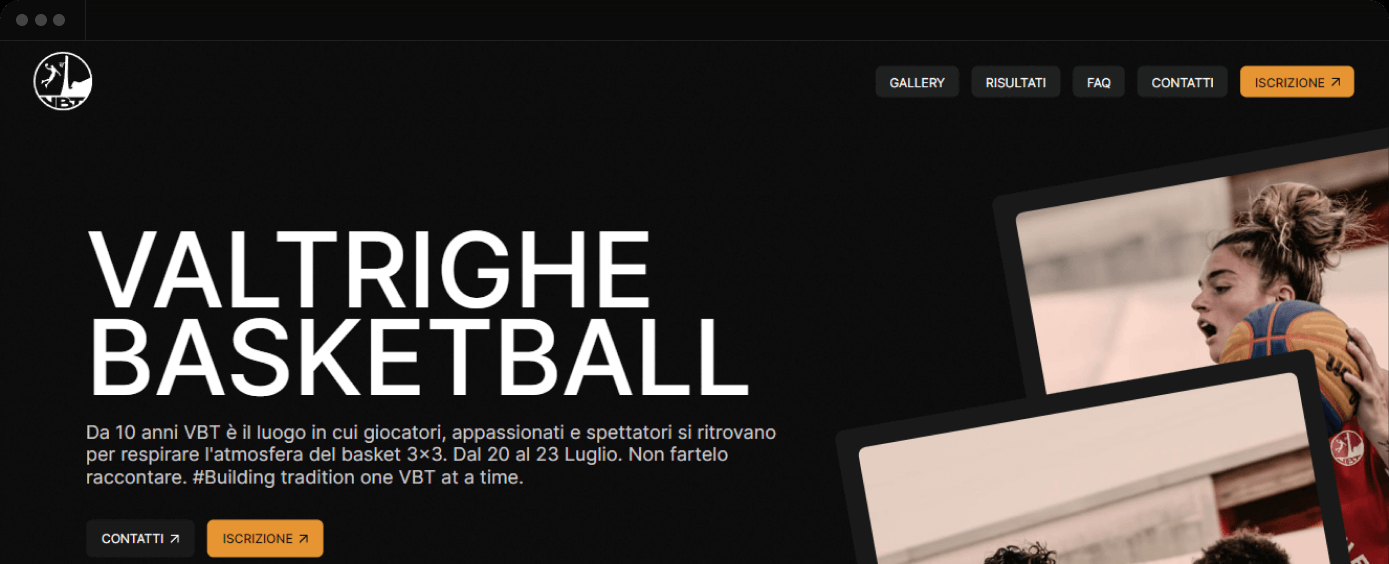 VBT
GALLERY
RISULTATI
FAQ
CONTATTI
ISCRIZIONE
VALTRIGHE
BASKETBALL
Da 10 anni VBT è il luogo in cui giocatori, appassionati e spettatori si ritrovano
per respirare l'atmosfera del basket 3×3. Dal 20 al 23 Luglio. Non fartelo
raccontare. #Building tradition one VBT at a time.
CONTATTI
ISCRIZIONE